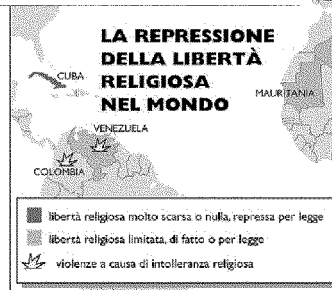 LA REPRESSIONE
DELLA LIBERTÀ
RELIGIOSA
NEL MONDO
CUBA
MAURITANIA
VENEZUELA
COLOMBIA
libertà religiosa molto scarsa o nulla, repressa per legge
libertà religiosa limitata, di fatto o per legge
violenze a causa di intolleranza religiosa